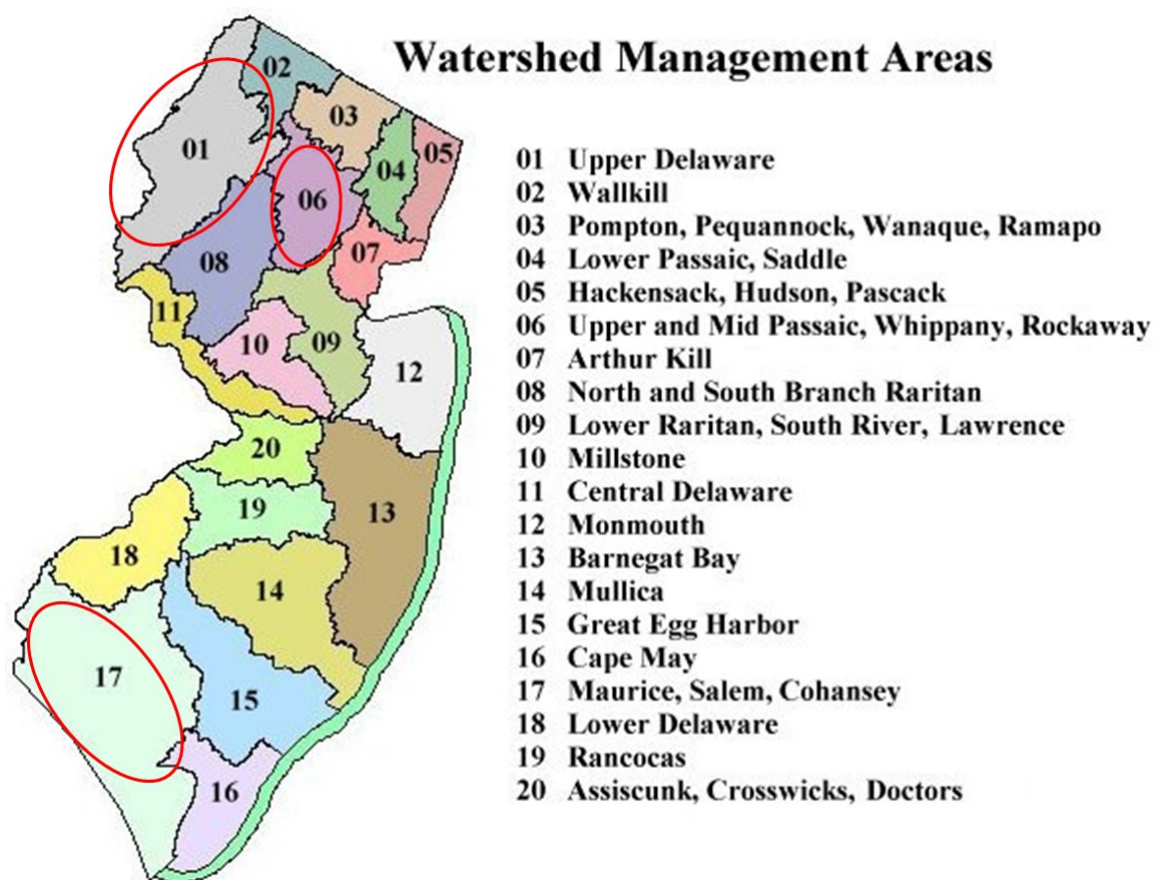 Watershed Management Areas
01 Upper Delaware
02 Wallkill
03 Pompton, Pequannock, Wanaque, Ramapo
04 Lower Passaic, Saddle
05 Hackensack, Hudson, Pascack
06 Upper and Mid Passaic, Whippany, Rockaway
07 Arthur Kill
08 North and South Branch Raritan
09 Lower Raritan, South River, Lawrence
10 Millstone
11 Central Delaware
12 Monmouth
13 Barnegat Bay
14 Mullica
15 Great Egg Harbor
16 Cape May
17 Maurice, Salem, Cohansey
18 Lower Delaware
19 Rancocas
20 Assiscunk, Crosswicks, Doctors
02
03
01
05
04
06
07
08
11
10
09
12
20
19
13
18
14
17
15
16